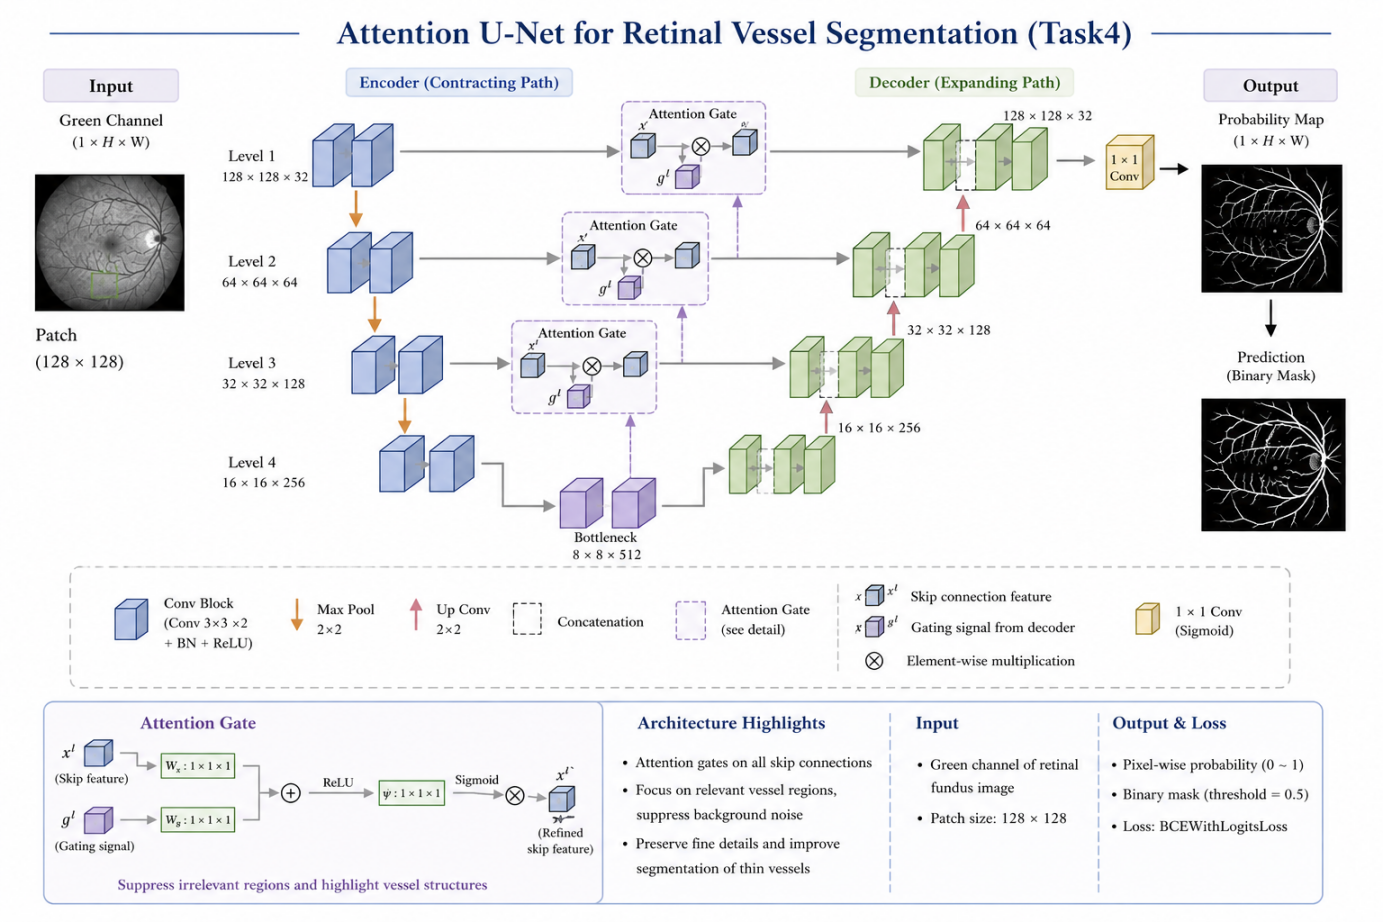 Attention U-Net for Retinal Vessel Segmentation (Task4)
Input
Green Channel
(1 × H × W)
Patch
(128 × 128)
Encoder (Contracting Path)
Level 1
128 × 128 × 32
Level 2
64 × 64 × 64
Level 3
32 × 32 × 128
Level 4
16 × 16 × 256
Attention Gate
x'
g^l
Attention Gate
x'
g^l
Attention Gate
x^l
g^l
Bottleneck
8 × 8 × 512
Decoder (Expanding Path)
128 × 128 × 32
64 × 64 × 64
32 × 32 × 128
16 × 16 × 256
1 × 1
Conv
Output
Probability Map
(1 × H × W)
Prediction
(Binary Mask)
Conv Block
(Conv 3×3 ×2
+ BN + ReLU)
Max Pool
2×2
Up Conv
2×2
Concatenation
Attention Gate
(see detail)
x x^l Skip connection feature
x g^l Gating signal from decoder
Element-wise multiplication
1 × 1 Conv
(Sigmoid)
Attention Gate
x^l
(Skip feature)
W_x : 1 × 1 × 1
g^l
(Gating signal)
W_g : 1 × 1 × 1
ReLU
ψ : 1 × 1 × 1
Sigmoid
x^l`
(Refined
skip feature)
Suppress irrelevant regions and highlight vessel structures
Architecture Highlights
• Attention gates on all skip connections
• Focus on relevant vessel regions,
suppress background noise
• Preserve fine details and improve
segmentation of thin vessels
Input
• Green channel of retinal
fundus image
• Patch size: 128 × 128
Output & Loss
• Pixel-wise probability (0 ~ 1)
• Binary mask (threshold = 0.5)
• Loss: BCEWithLogitsLoss